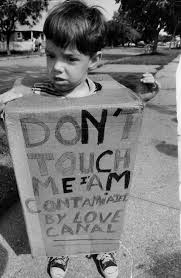 DON'T
TOUCH
ME I AM
CONTAMINATED
BY LOVE
CANAL